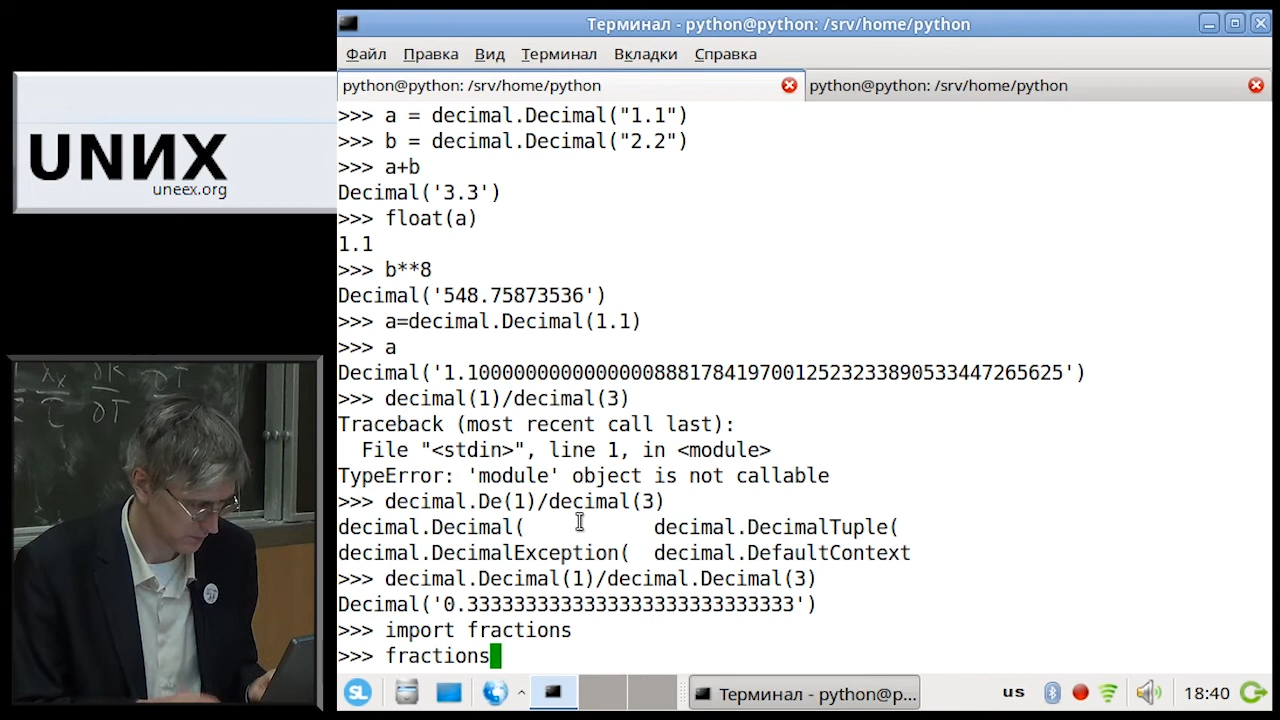 Терминал - python@python: /srv/home/python
Файл Правка Вид Терминал Вкладки Справка
python@python: /srv/home/python python@python: /srv/home/python
>>> a = decimal.Decimal("1.1")
>>> b = decimal.Decimal("2.2")
>>> a+b
Decimal('3.3')
>>> float(a)
1.1
>>> b**8
Decimal('548.75873536')
>>> a=decimal.Decimal(1.1)
>>> a
Decimal('1.100000000000000088817841970012523233890533447265625')
>>> decimal(1)/decimal(3)
Traceback (most recent call last):
  File "<stdin>", line 1, in <module>
TypeError: 'module' object is not callable
>>> decimal.De(1)/decimal(3)
decimal.Decimal( decimal.DecimalTuple(
decimal.DecimalException( decimal.DefaultContext
>>> decimal.Decimal(1)/decimal.Decimal(3)
Decimal('0.3333333333333333333333333333')
>>> import fractions
>>> fractions
Терминал - python@p...
us
18:40
UNИX
uneex.org